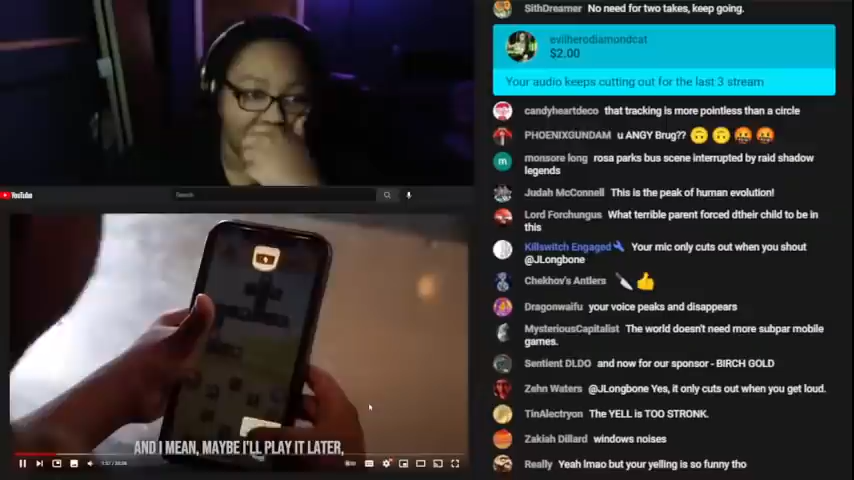 SithDreamer No need for two takes, keep going.
evilherodiamondcat
$2.00
Your audio keeps cutting out for the last 3 stream
candyheartdeco that tracking is more pointless than a circle
PHOENIXGUNDAM u ANGY Brug??
monsore long rosa parks bus scene interrupted by raid shadow
legends
Judah McConnell This is the peak of human evolution!
Lord Forchungus What terrible parent forced dtheir child to be in
this
Killswitch Engaged Your mic only cuts out when you shout
@JLongbone
Chekhov's Antlers
Dragonwaifu your voice peaks and disappears
MysteriousCapitalist The world doesn't need more subpar mobile
games.
Sentient DLDO and now for our sponsor - BIRCH GOLD
Zehn Waters @JLongbone Yes, it only cuts out when you get loud.
TinAlectryon The YELL is TOO STRONK.
Zakiah Dillard windows noises
Really Yeah lmao but your yelling is so funny tho
YouTube
Search
AND I MEAN, MAYBE I'LL PLAY IT LATER,